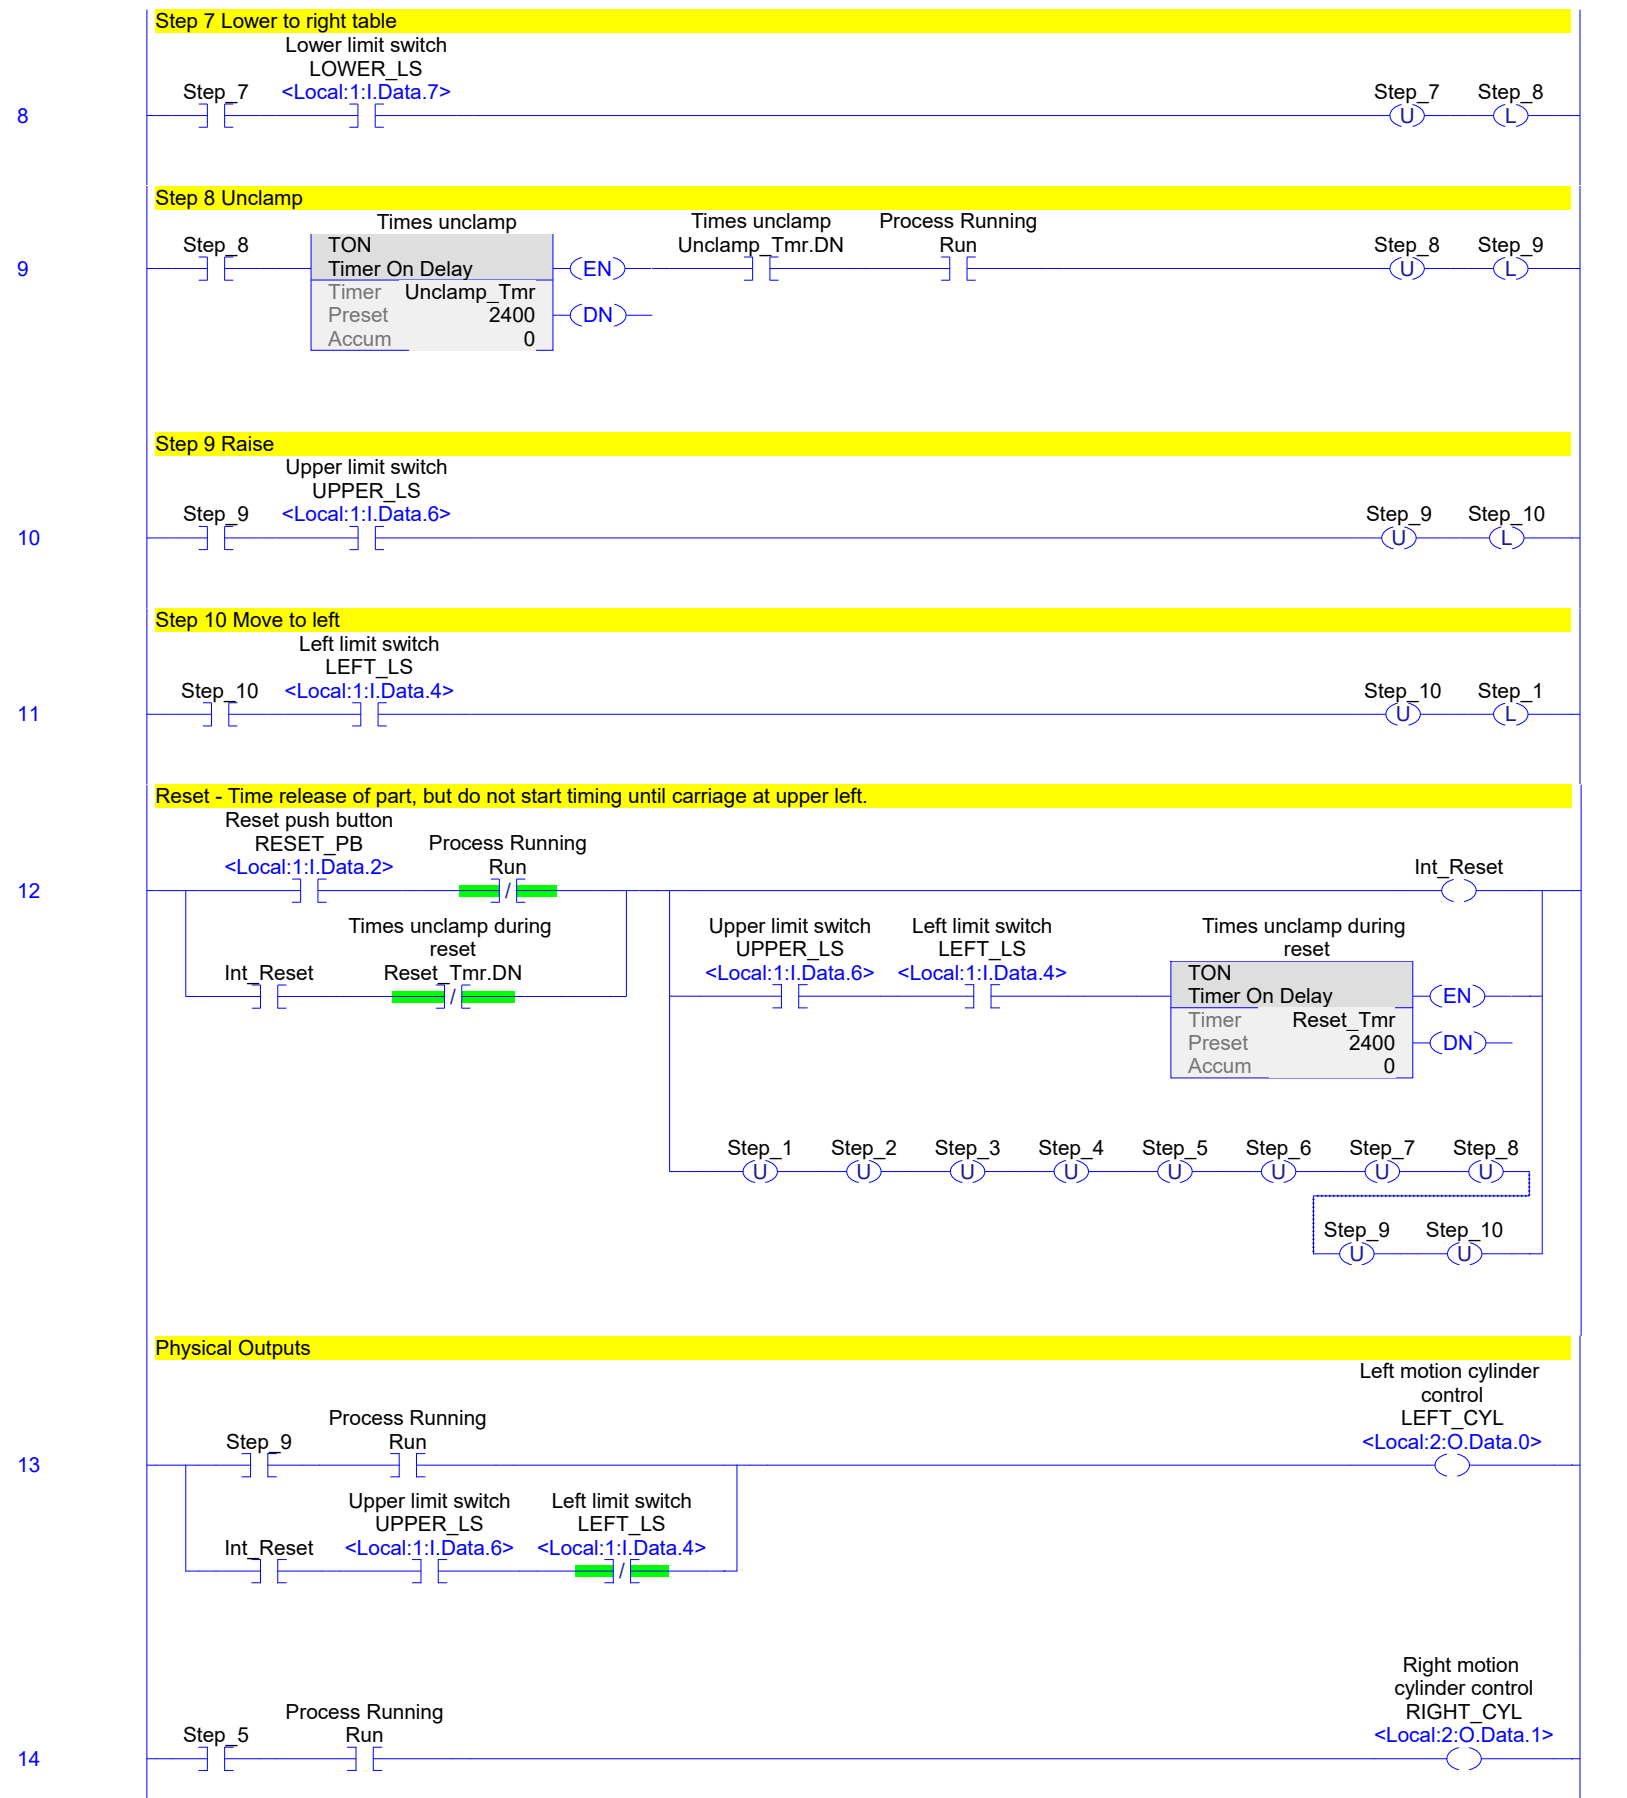 Step 7 Lower to right table
Lower limit switch
LOWER_LS
Step_7 <Local:1:I.Data.7> Step_7 Step_8
8 U L
Step 8 Unclamp
Times unclamp Times unclamp Process Running
Step_8 TON Unclamp_Tmr.DN Run Step_8 Step_9
9 Timer On Delay EN U L
Timer Unclamp_Tmr
Preset 2400 DN
Accum 0
Step 9 Raise
Upper limit switch
UPPER_LS
Step_9 <Local:1:I.Data.6> Step_9 Step_10
10 U L
Step 10 Move to left
Left limit switch
LEFT_LS
Step_10 <Local:1:I.Data.4> Step_10 Step_1
11 U L
Reset - Time release of part, but do not start timing until carriage at upper left.
Reset push button
RESET_PB Process Running
<Local:1:I.Data.2> Run Int_Reset
12 /
Times unclamp during Upper limit switch Left limit switch Times unclamp during
reset UPPER_LS LEFT_LS reset
Int_Reset Reset_Tmr.DN <Local:1:I.Data.6> <Local:1:I.Data.4> TON
/ Timer On Delay EN
Timer Reset_Tmr
Preset 2400 DN
Accum 0
Step_1 Step_2 Step_3 Step_4 Step_5 Step_6 Step_7 Step_8
U U U U U U U U
Step_9 Step_10
U U
Physical Outputs
Left motion cylinder
control
Process Running LEFT_CYL
Step_9 Run <Local:2:O.Data.0>
13
Upper limit switch Left limit switch
UPPER_LS LEFT_LS
Int_Reset <Local:1:I.Data.6> <Local:1:I.Data.4>
/
Right motion
cylinder control
Process Running RIGHT_CYL
Step_5 Run <Local:2:O.Data.1>
14